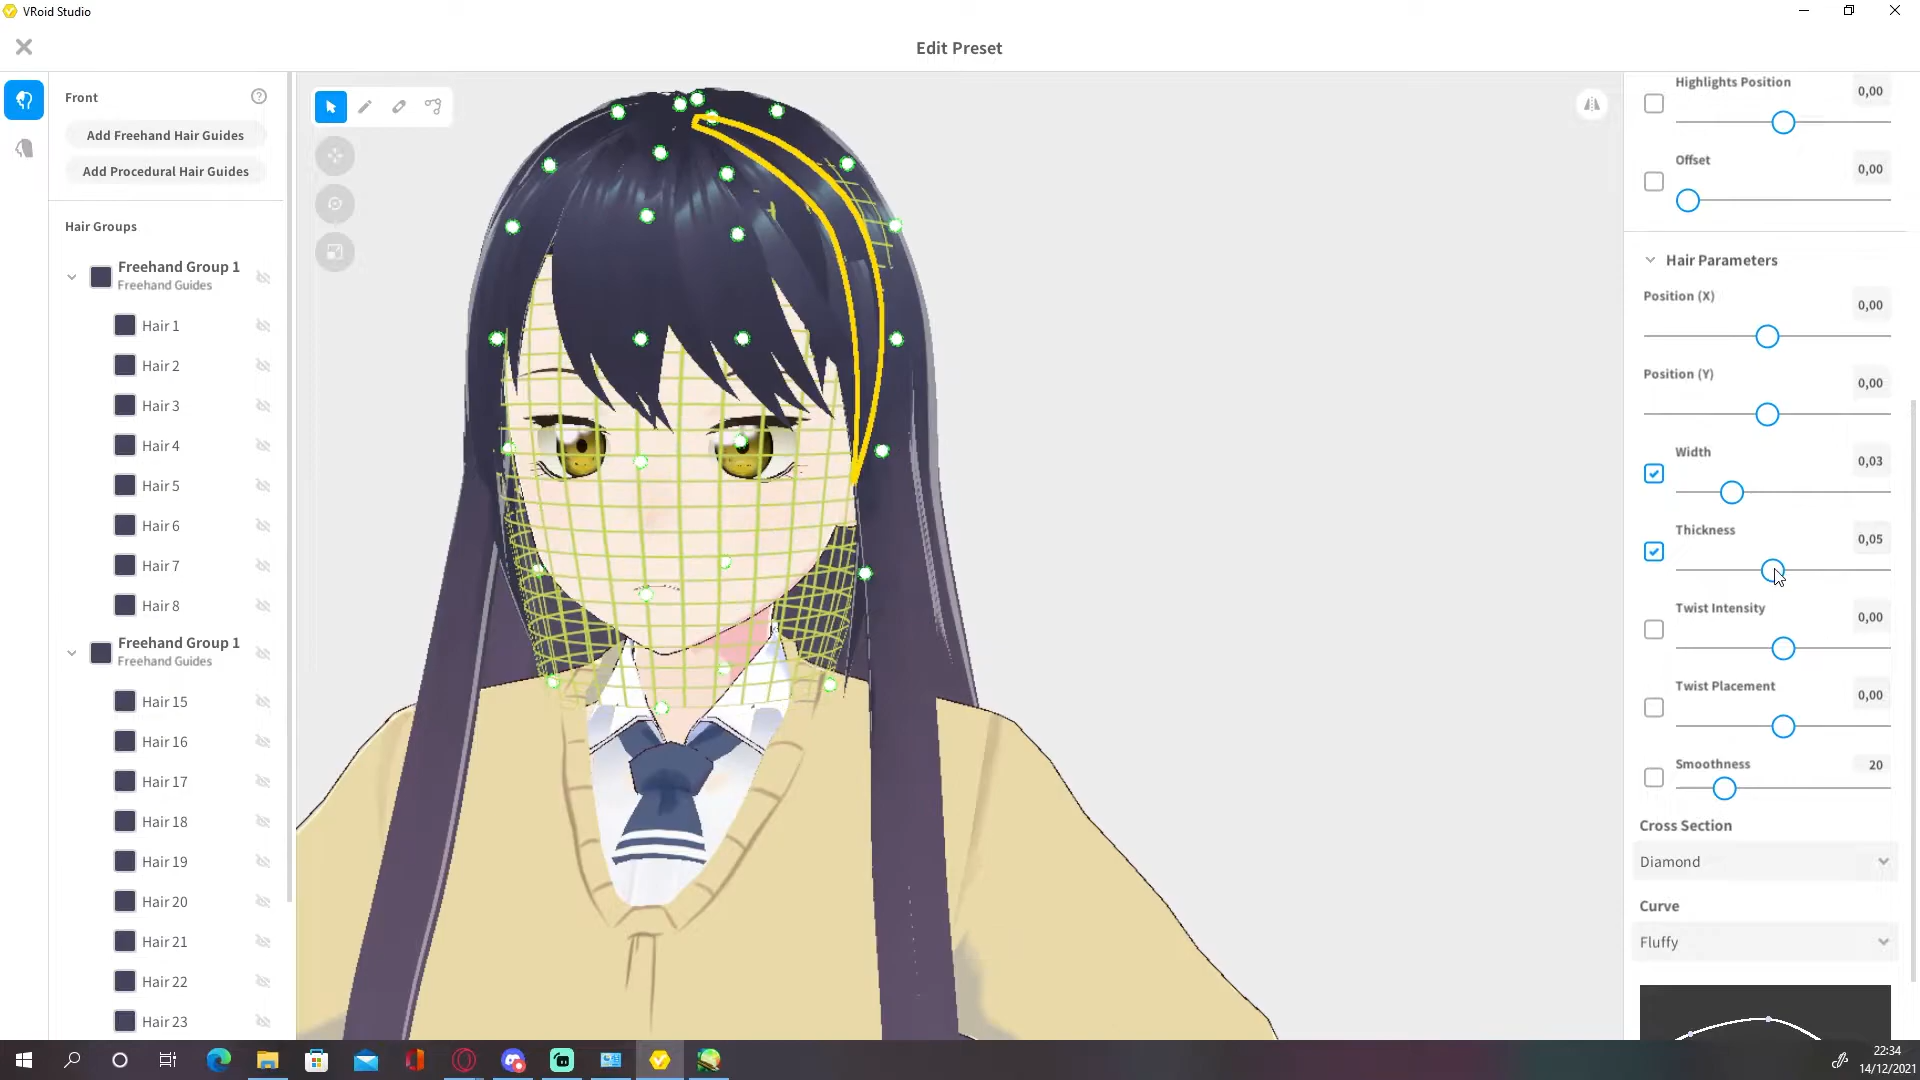 VRoid Studio
Edit Preset
Front
Add Freehand Hair Guides
Add Procedural Hair Guides
Hair Groups
Freehand Group 1
Freehand Guides
Hair 1
Hair 2
Hair 3
Hair 4
Hair 5
Hair 6
Hair 7
Hair 8
Freehand Group 1
Freehand Guides
Hair 15
Hair 16
Hair 17
Hair 18
Hair 19
Hair 20
Hair 21
Hair 22
Hair 23
Highlights Position
0,00
Offset
0,00
Hair Parameters
Position (X)
0,00
Position (Y)
0,00
Width
0,03
Thickness
0,05
Twist Intensity
0,00
Twist Placement
0,00
Smoothness
20
Cross Section
Diamond
Curve
Fluffy
22:34
14/12/2021